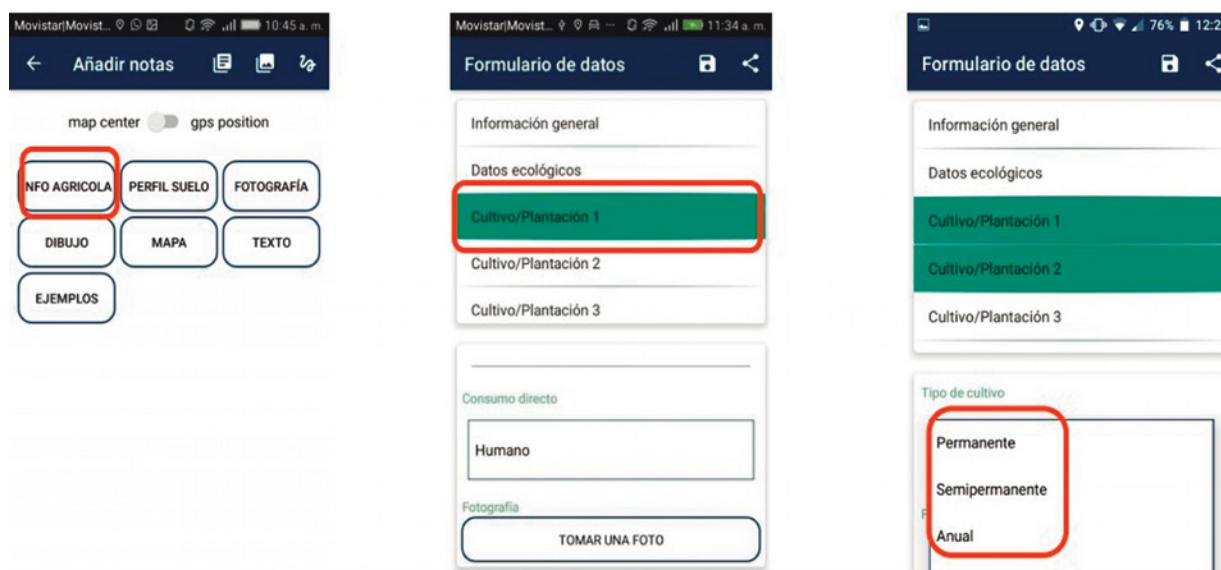 Movistar|Movist... 10:45 a. m.
Añadir notas
map center gps position
NFO AGRICOLA PERFIL SUELO FOTOGRAFÍA
DIBUJO MAPA TEXTO
EJEMPLOS
Movistar|Movist... 11:34 a. m.
Formulario de datos
Información general
Datos ecológicos
Cultivo/Plantación 1
Cultivo/Plantación 2
Cultivo/Plantación 3
Consumo directo
Humano
Fotografía
TOMAR UNA FOTO
76% 12:2
Formulario de datos
Información general
Datos ecológicos
Cultivo/Plantación 1
Cultivo/Plantación 2
Cultivo/Plantación 3
Tipo de cultivo
Permanente
Semipermanente
F
Anual